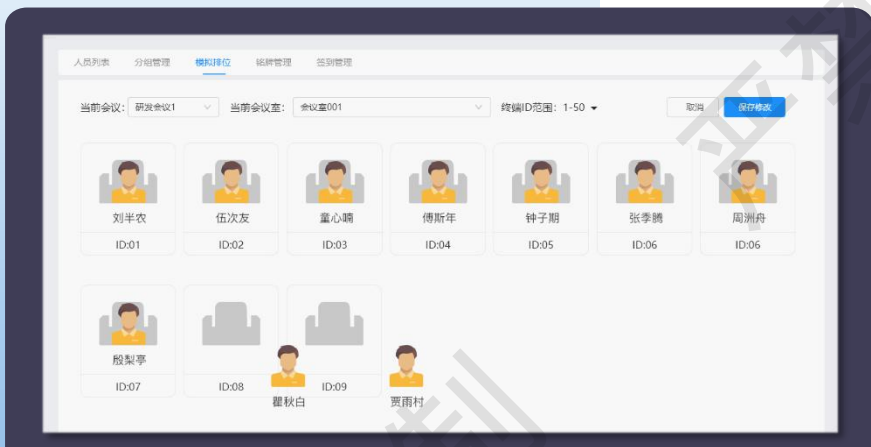 人员列表 分组管理 模拟排位 铭牌管理 签到管理
当前会议: 研发会议1 当前会议室: 会议室001 终端ID范围: 1-50 取消 保存修改
刘半农 伍次友 童心喃 傅斯年 钟子期 张季腾 周洲舟
ID:01 ID:02 ID:03 ID:04 ID:05 ID:06 ID:06
殷梨亭
ID:07 ID:08 ID:09
瞿秋白 贾雨村
严禁
制